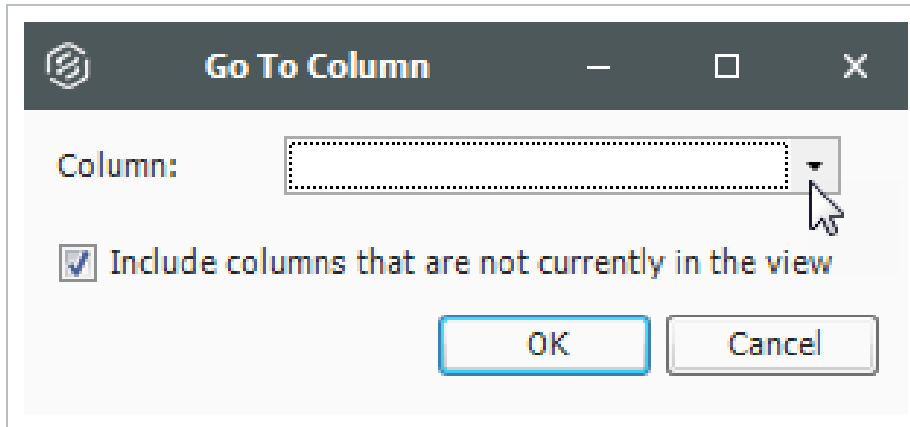 Go To Column
Column:
Include columns that are not currently in the view
OK Cancel